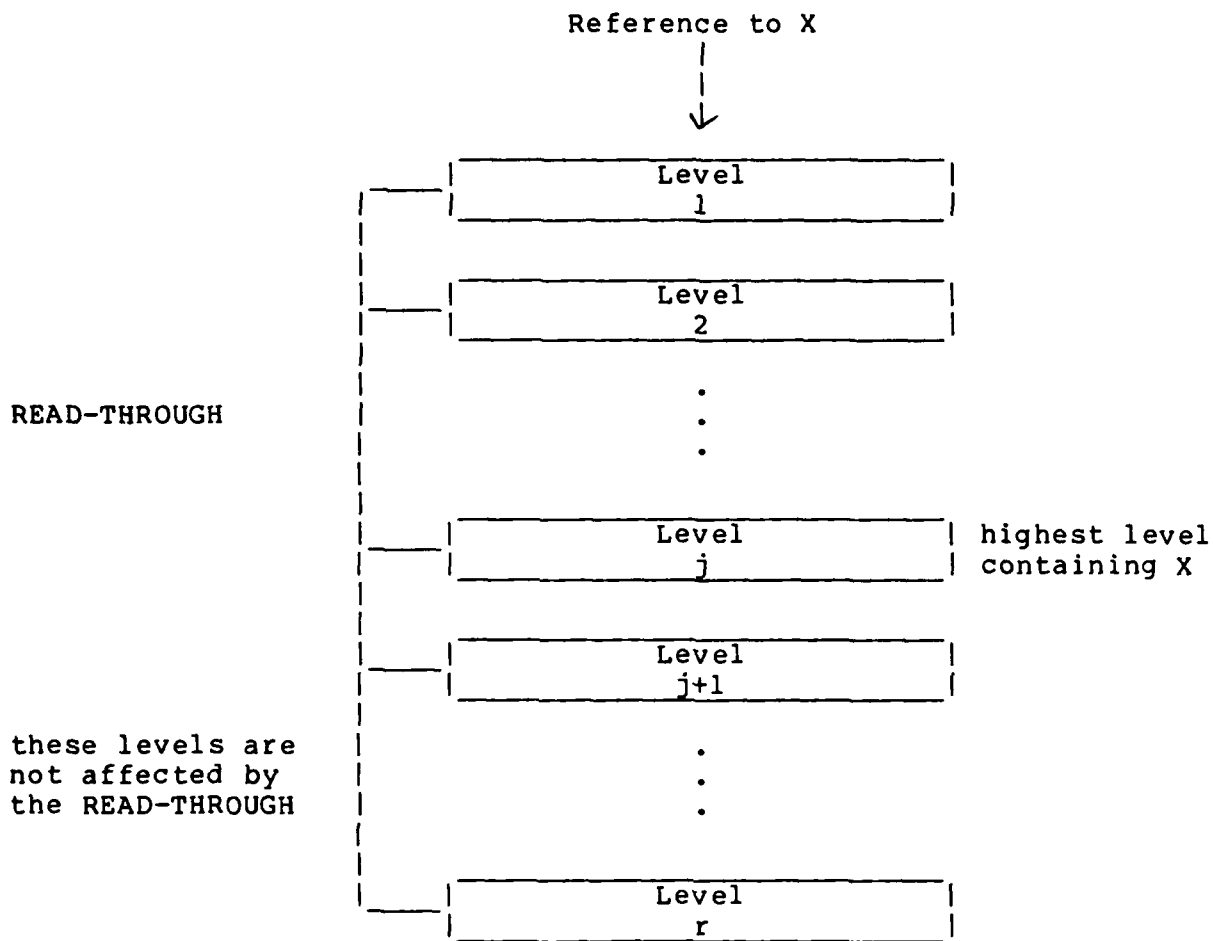 Reference to X
Level
1
Level
2
.
.
.
READ-THROUGH
Level
j
highest level
containing X
Level
j+1
these levels are
not affected by
the READ-THROUGH
.
.
.
Level
r